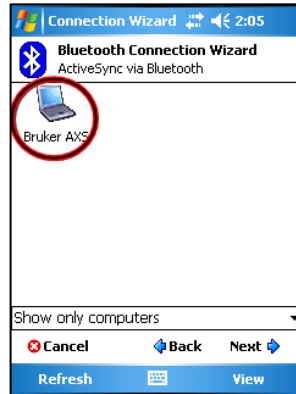 Connection Wizard 2:05
Bluetooth Connection Wizard
ActiveSync via Bluetooth
Bruker AXS
Show only computers
Cancel Back Next
Refresh View